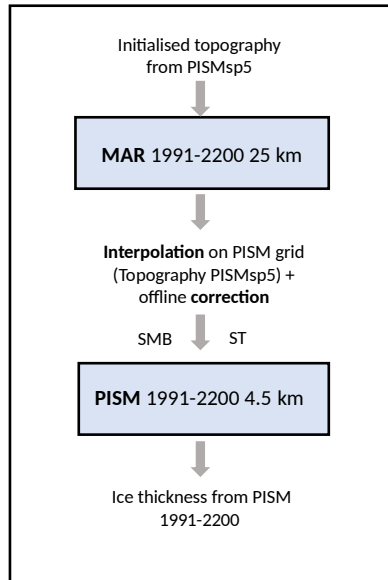 Initialised topography
from PISMsp5
MAR 1991-2200 25 km
Interpolation on PISM grid
(Topography PISMsp5) +
offline correction
SMB ST
PISM 1991-2200 4.5 km
Ice thickness from PISM
1991-2200